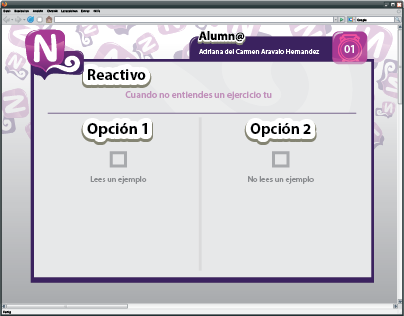 Alumn@
Adriana del Carmen Aravalo Hernandez
01
N
Reactivo
Cuando no entiendes un ejercicio tu
Opción 1
Opción 2
Lees un ejemplo
No lees un ejemplo
Google